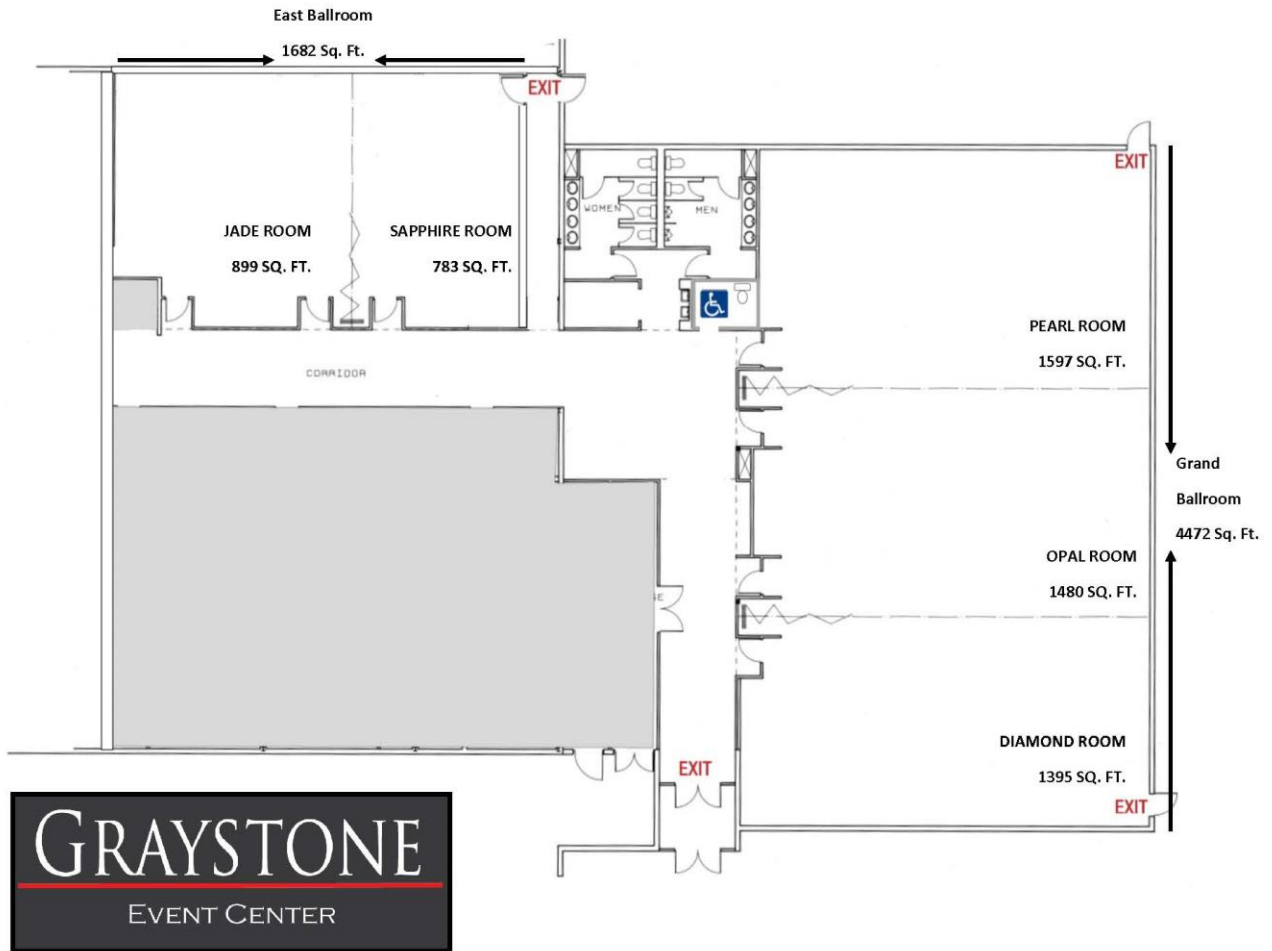 East Ballroom
1682 Sq. Ft.
EXIT
EXIT
WOMEN
MEN
JADE ROOM
899 SQ. FT.
SAPPHIRE ROOM
783 SQ. FT.
PEARL ROOM
1597 SQ. FT.
CORRIDOR
Grand
Ballroom
4472 Sq. Ft.
OPAL ROOM
1480 SQ. FT.
SE
DIAMOND ROOM
1395 SQ. FT.
EXIT
EXIT
GRAYSTONE
EVENT CENTER